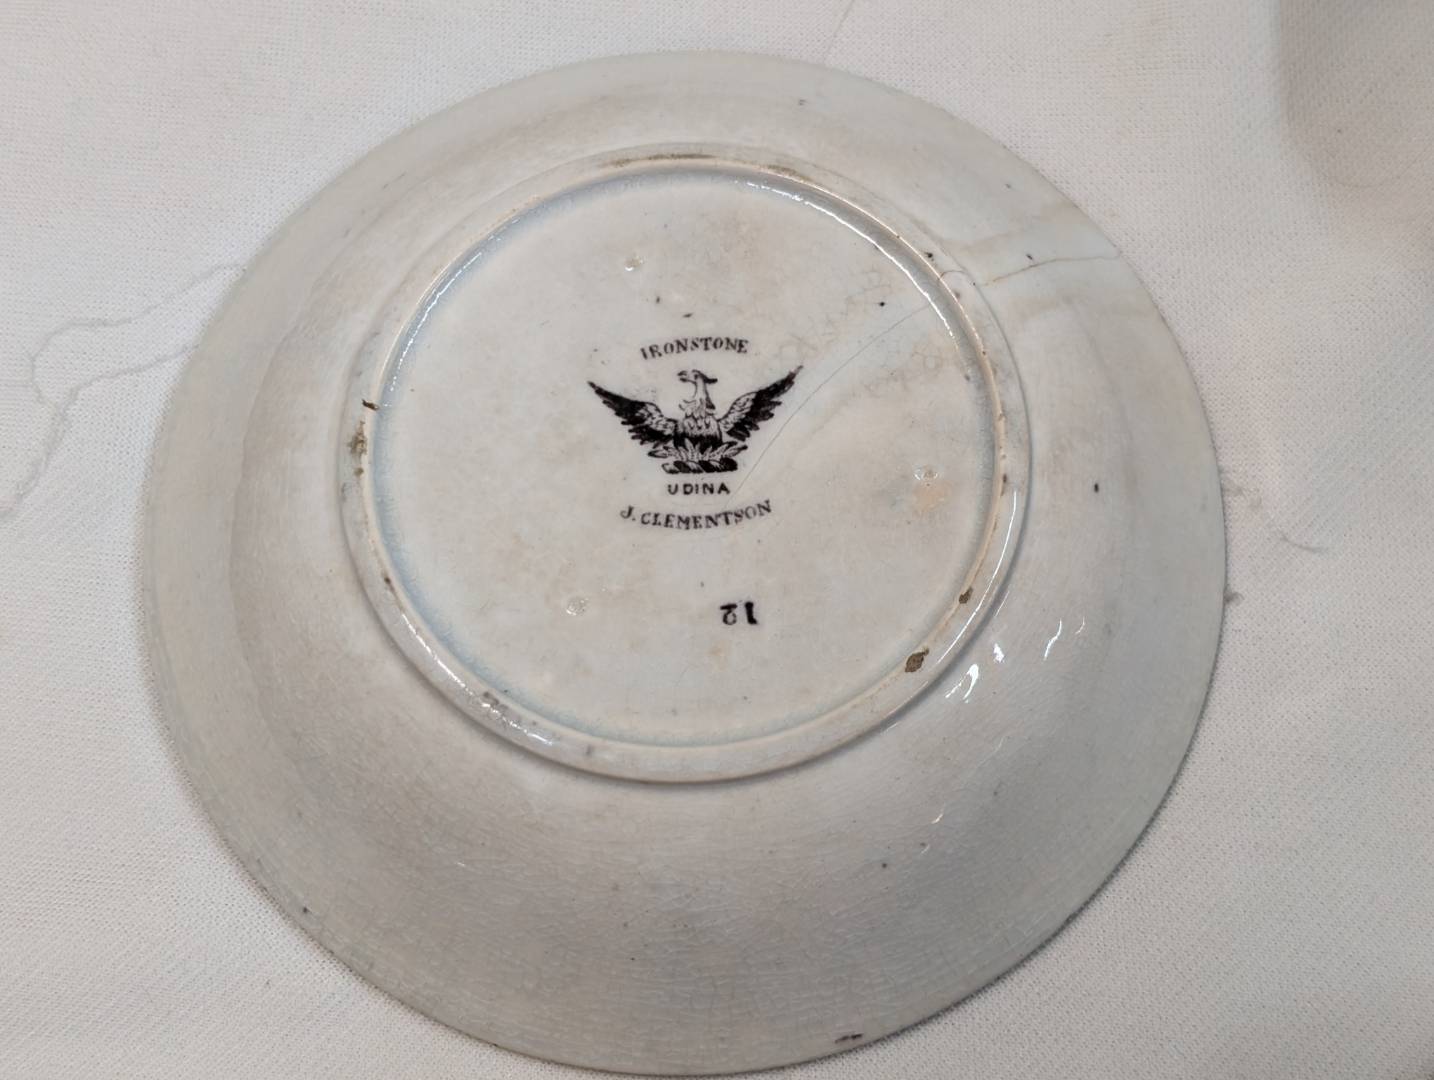 IRONSTONE
UDINA
J. CLEMENTSON
12